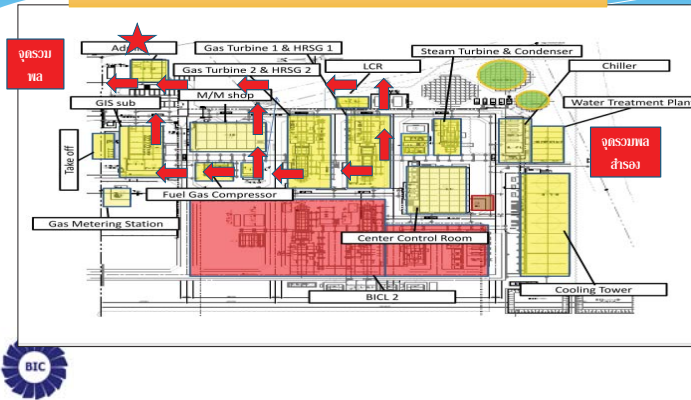 จุดรวม
พล
Ad
Gas Turbine 1 & HRSG 1
Steam Turbine & Condenser
Gas Turbine 2 & HRSG 2
LCR
Chiller
GIS sub
M/M shop
Water Treatment Plan
จุดรวมพล
สำรอง
Take off
Fuel Gas Compressor
Gas Metering Station
Center Control Room
BICL 2
Cooling Tower
BIC